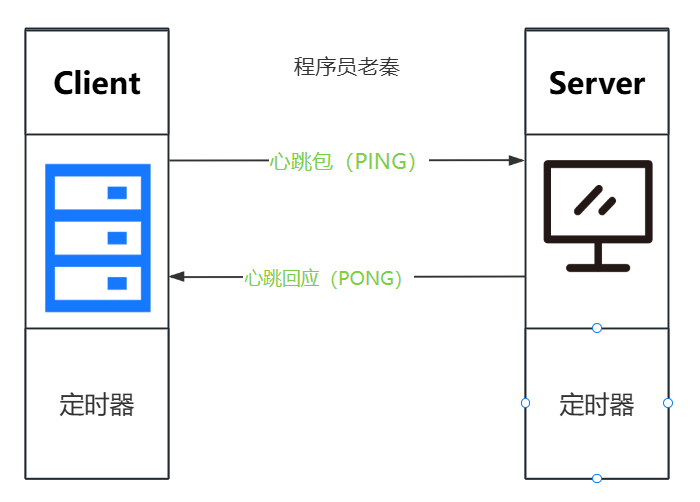 程序员老秦
Client
Server
心跳包（PING）
心跳回应（PONG）
定时器
定时器